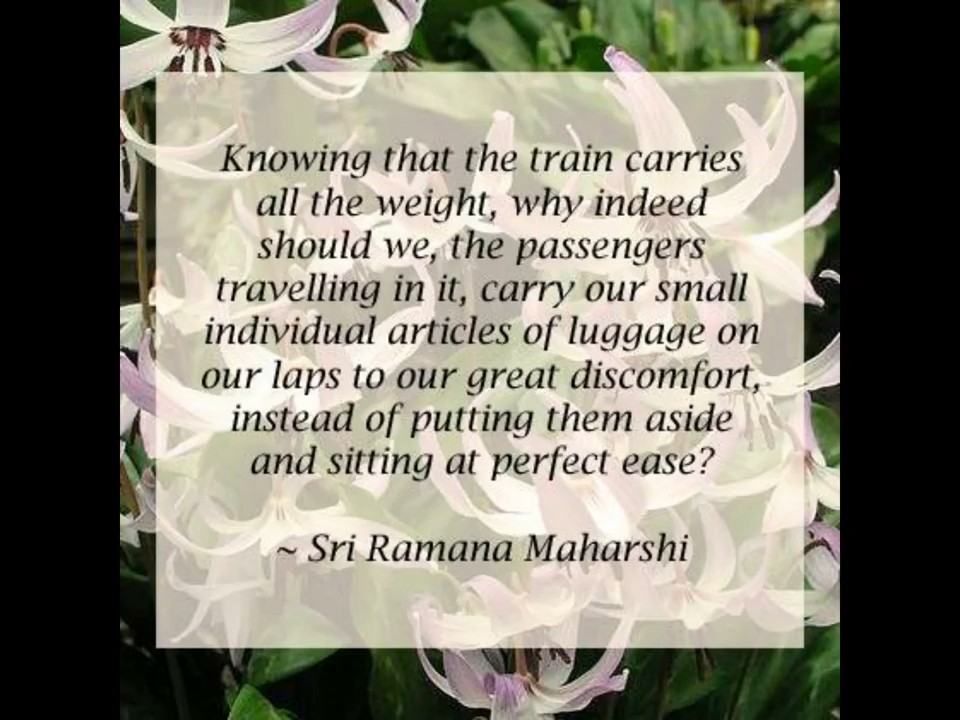 Knowing that the train carries
all the weight, why indeed
should we, the passengers
travelling in it, carry our small
individual articles of luggage on
our laps to our great discomfort,
instead of putting them aside
and sitting at perfect ease?
~ Sri Ramana Maharshi